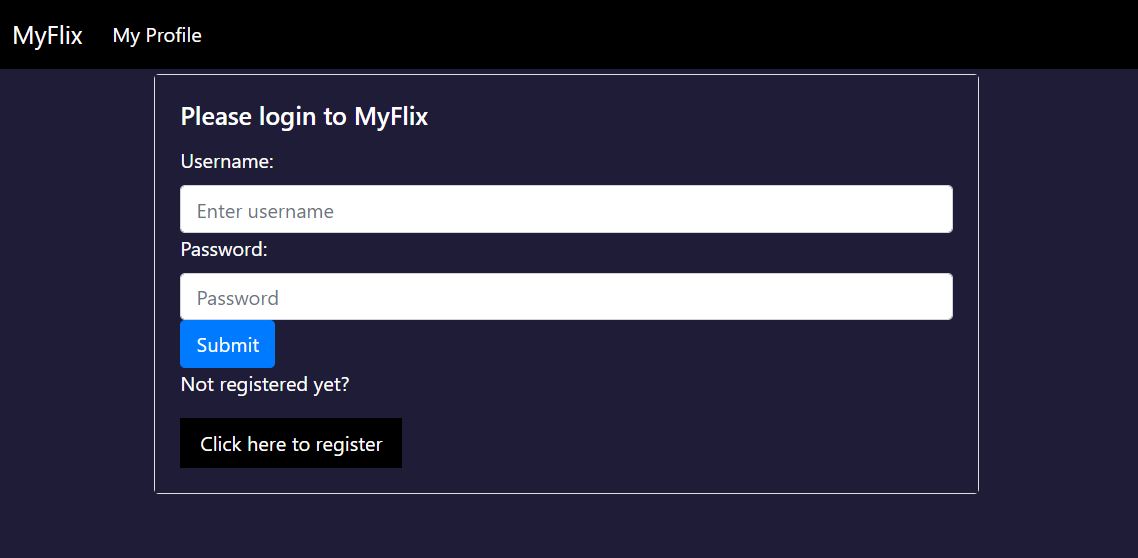 MyFlix My Profile
Please login to MyFlix
Username:
Enter username
Password:
Password
Submit
Not registered yet?
Click here to register